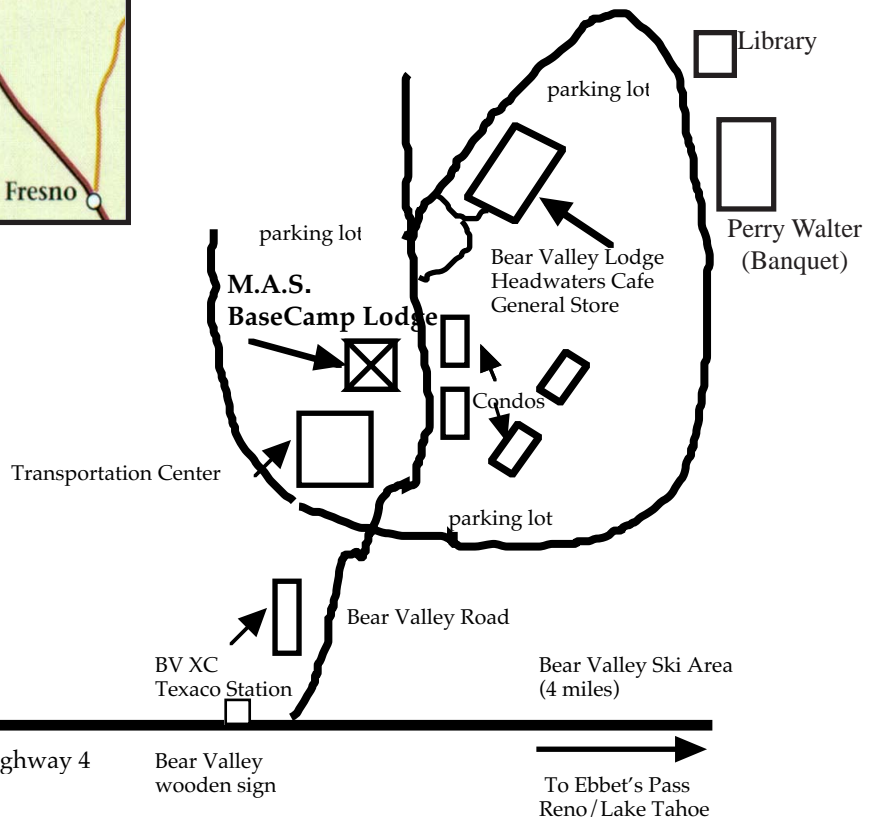 Fresno
Library
parking lot
Perry Walter
(Banquet)
parking lot
Bear Valley Lodge
Headwaters Cafe
General Store
M.A.S.
BaseCamp Lodge
Condos
Transportation Center
parking lot
Bear Valley Road
BV XC
Texaco Station
Bear Valley Ski Area
(4 miles)
ghway 4
Bear Valley
wooden sign
To Ebbet's Pass
Reno/Lake Tahoe